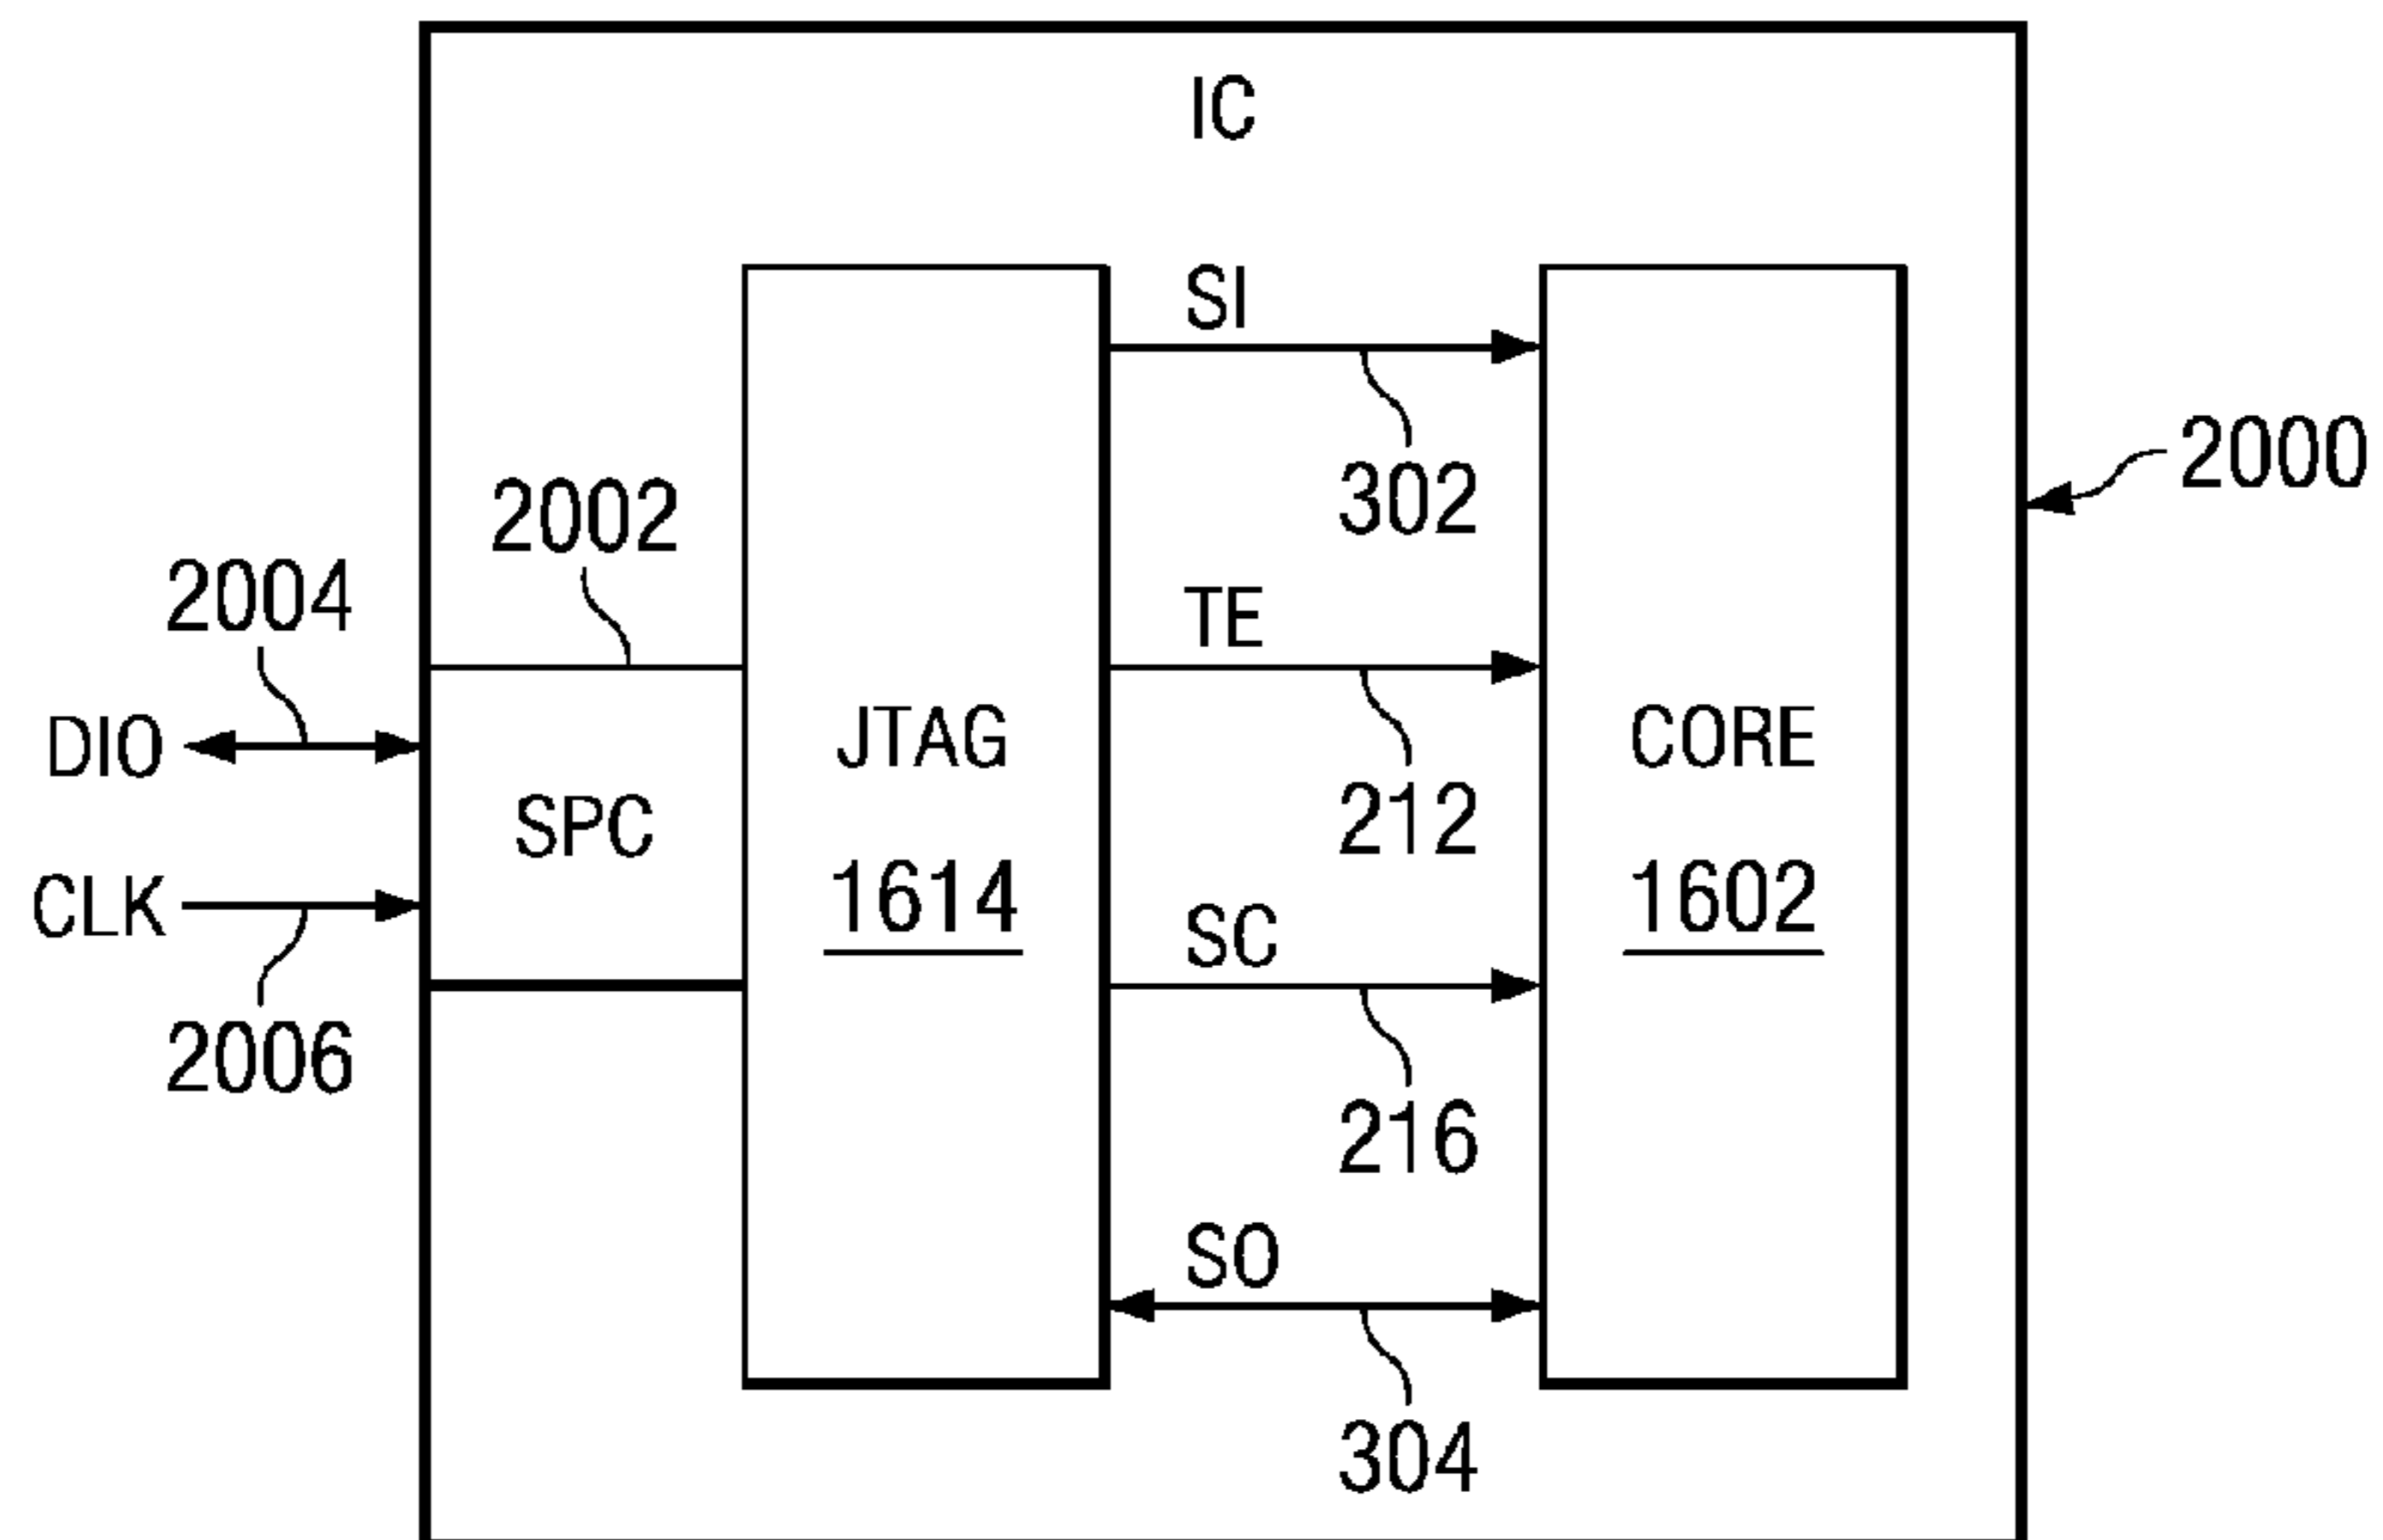 IC
SI
302
2000
2002
2004
TE
212
DIO
SPC
JTAG
1614
CORE
1602
CLK
2006
SC
216
SO
304